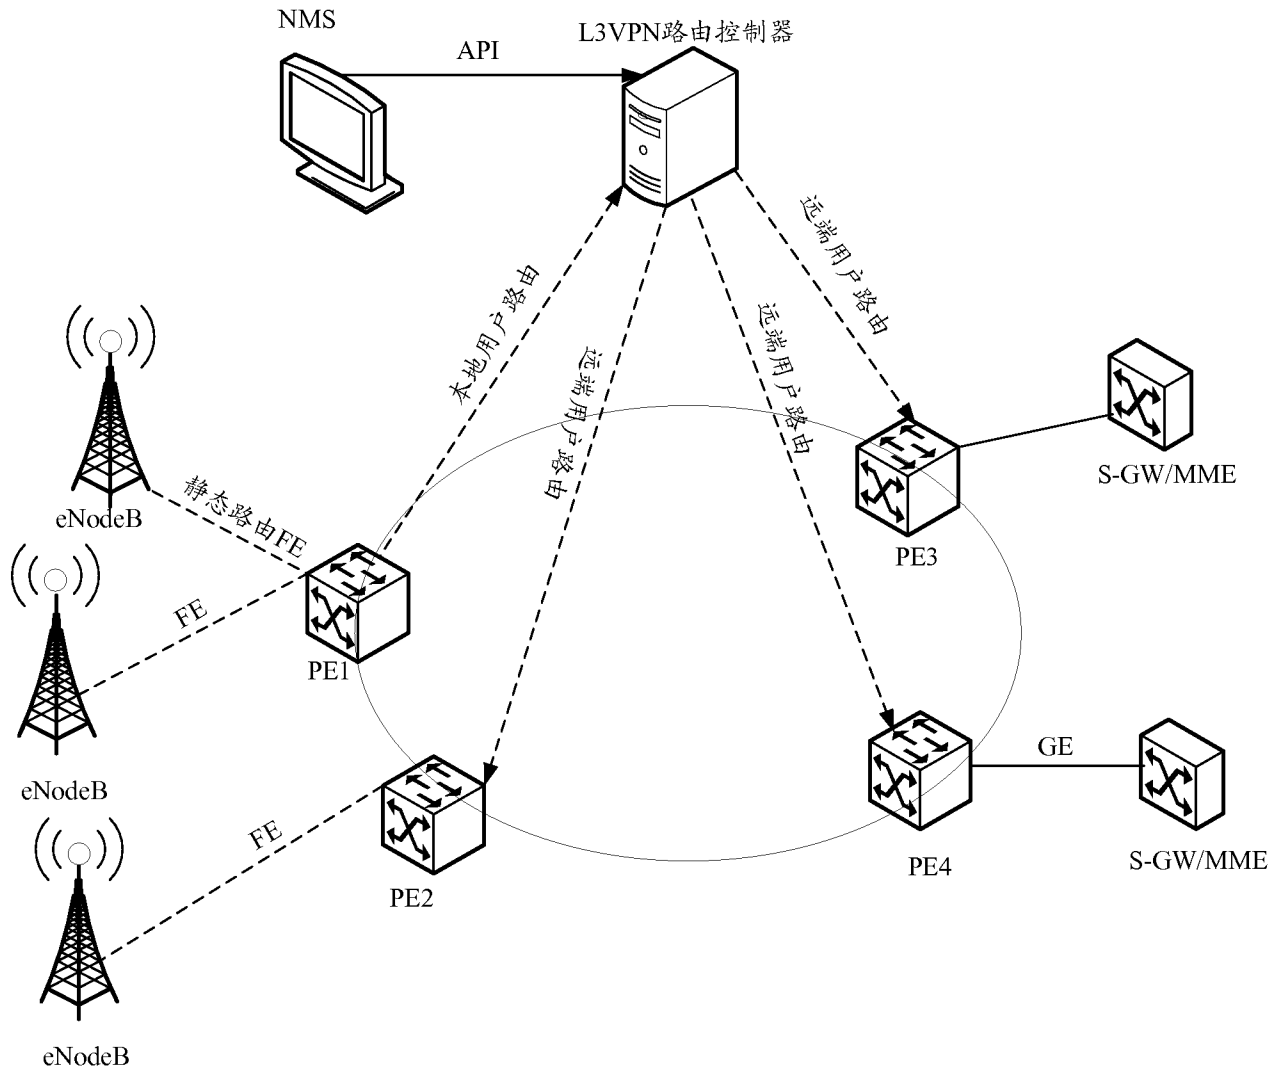 NMS
L3VPN路由控制器
API
远端用户路由
本地用户路由
远端用户路由
远端用户路由
S-GW/MME
静态路由FE
eNodeB
PE3
FE
PE1
GE
eNodeB
FE
PE4
S-GW/MME
PE2
eNodeB